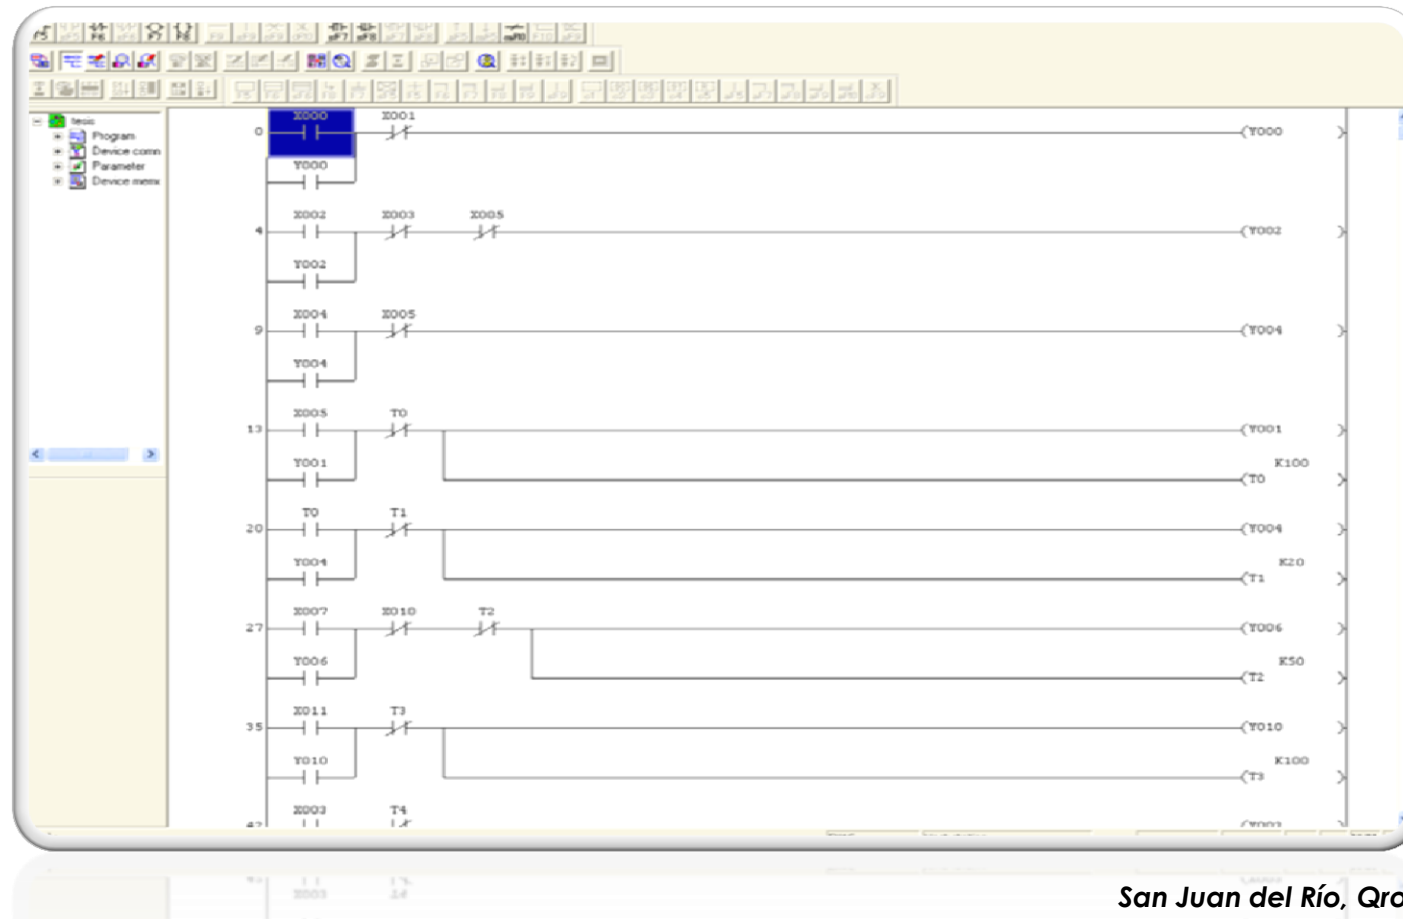 tesis
Program
Device comn
Parameter
Device mem
X000 X001
0 (Y000 )
Y000
X002 X003 X005
4 (Y002 )
Y002
X004 X005
9 (Y004 )
Y004
X005 T0
13 (Y001 )
Y001 K100
(T0 )
T0 T1
20 (Y004 )
Y004 K20
(T1 )
X007 X010 T2
27 (Y006 )
Y006 K50
(T2 )
X011 T3
35 (Y010 )
Y010 K100
(T3 )
X003 T4
San Juan del Río, Qro